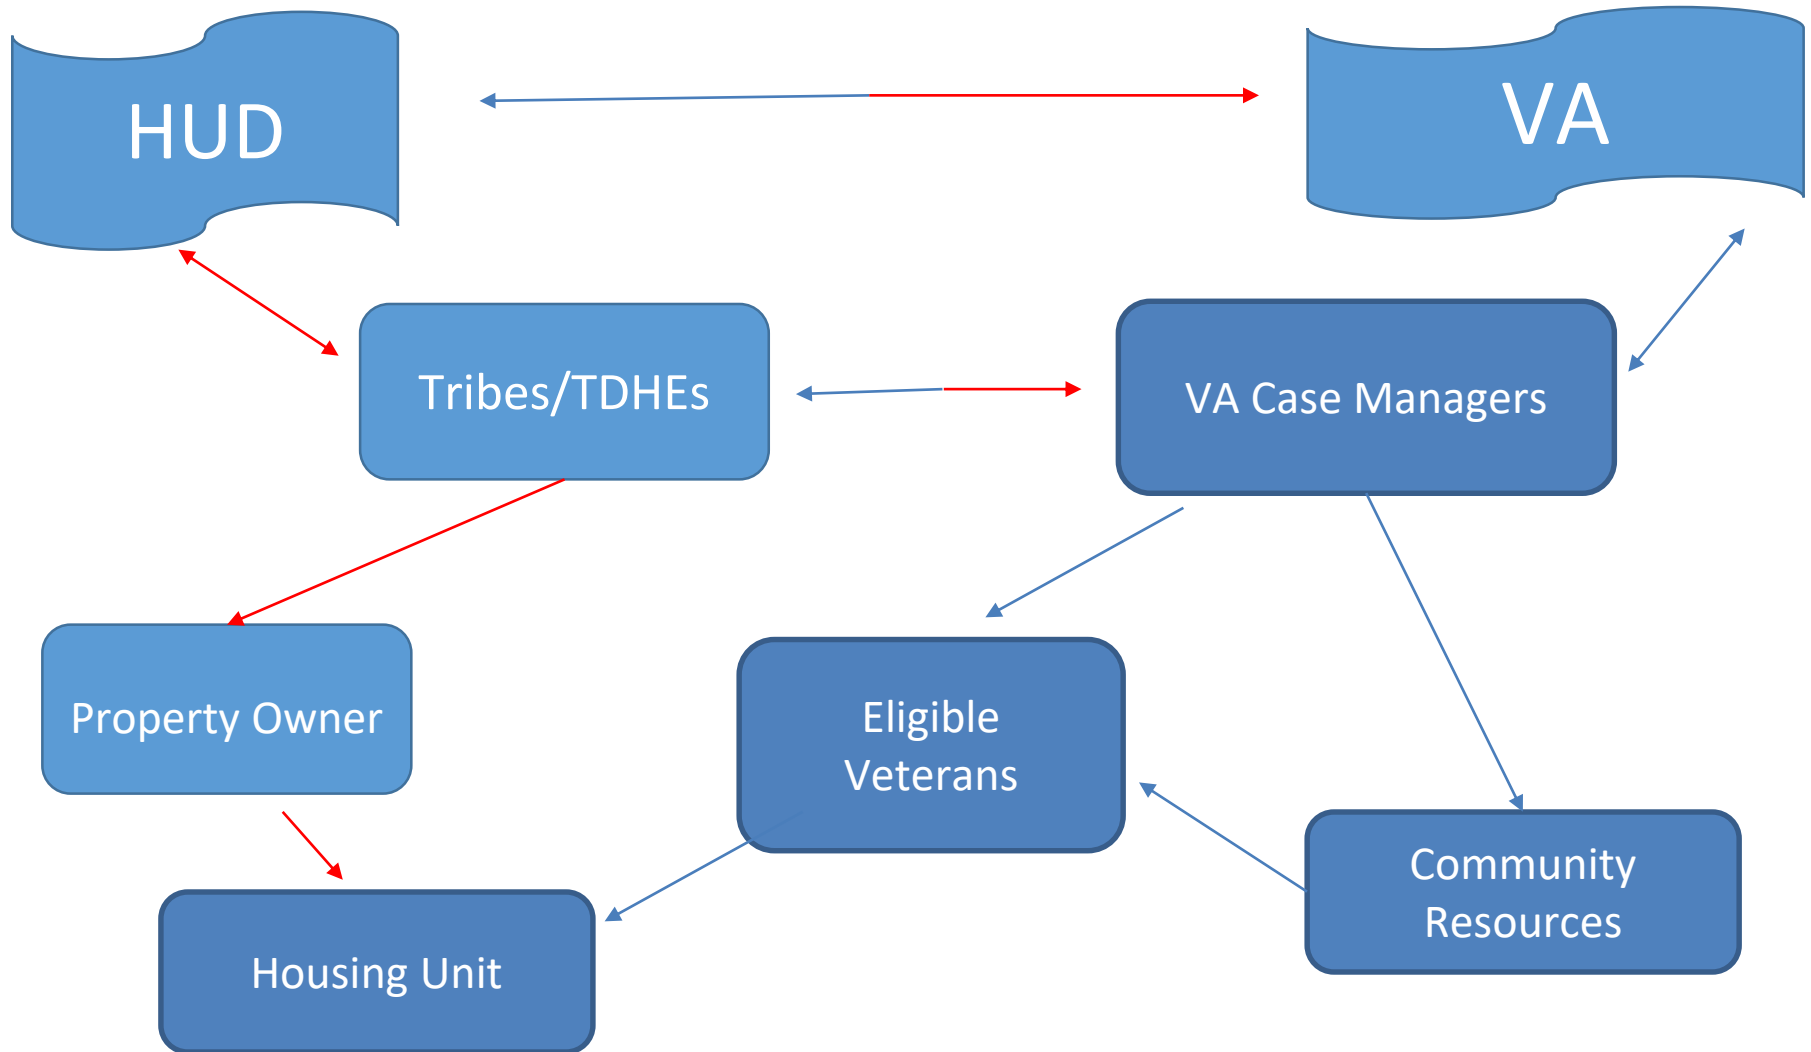 HUD
VA
Tribes/TDHEs
VA Case Managers
Property Owner
Eligible
Veterans
Community
Resources
Housing Unit